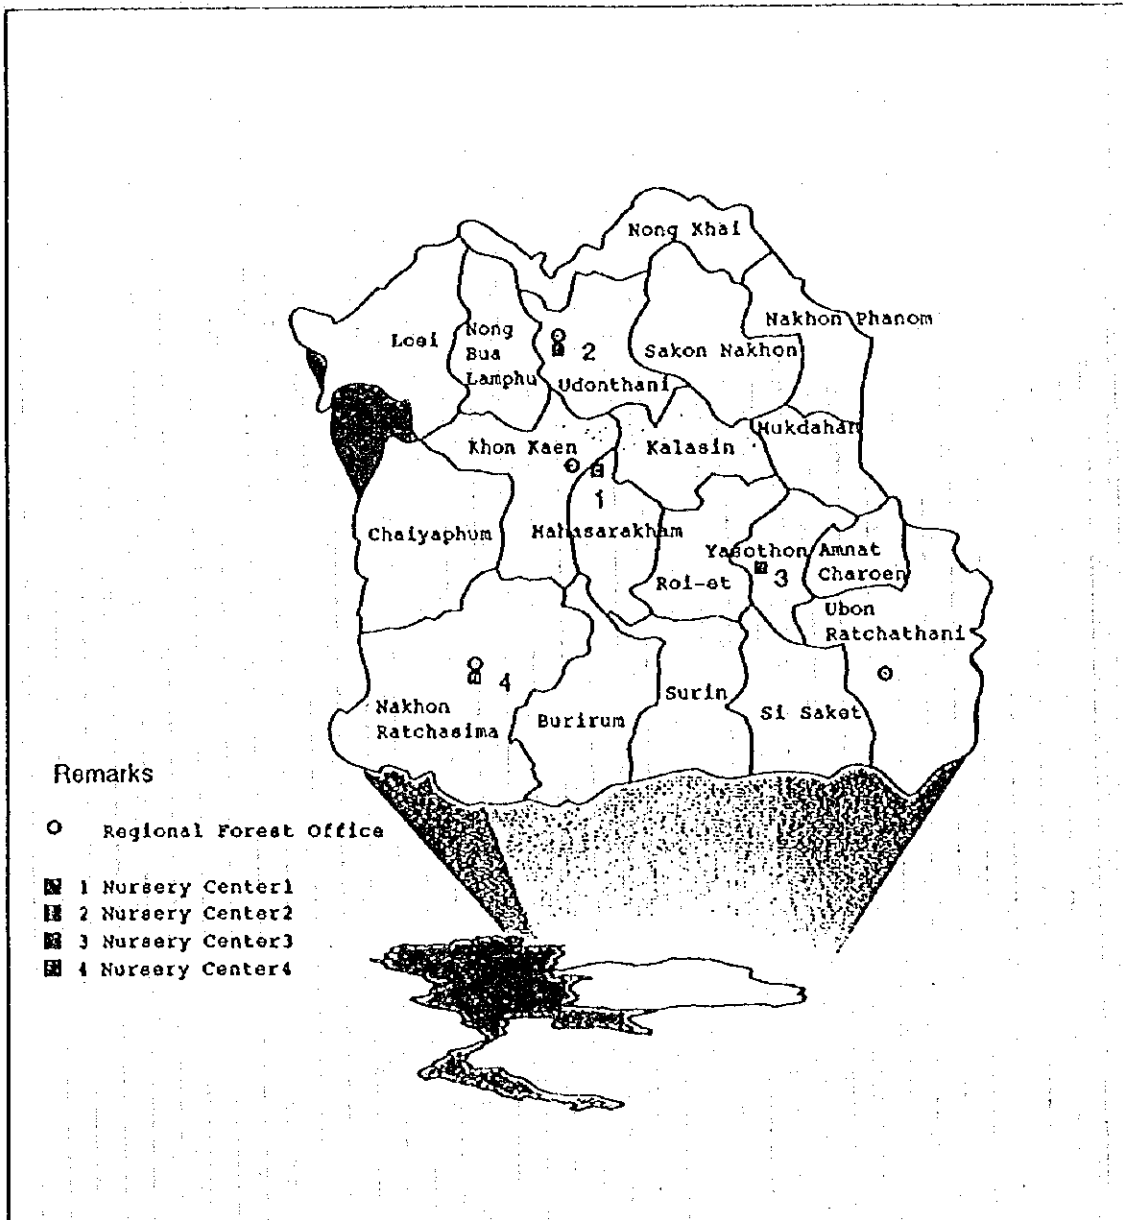 Nong Khai
Nakhon Phanom
Loei
Nong
Bua
Lamphu
2
Udonthani
Sakon Nakhon
Mukdahan
Khon Kaen
Kalasin
1
Chaiyaphum
Mahasarakham
Yasothon
3
Amnat
Charoen
Roi-et
Ubon
Ratchathani
4
Nakhon
Ratchasima
Burirum
Surin
Si Saket
Remarks
Regional Forest Office
1 Nursery Center1
2 Nursery Center2
3 Nursery Center3
4 Nursery Center4